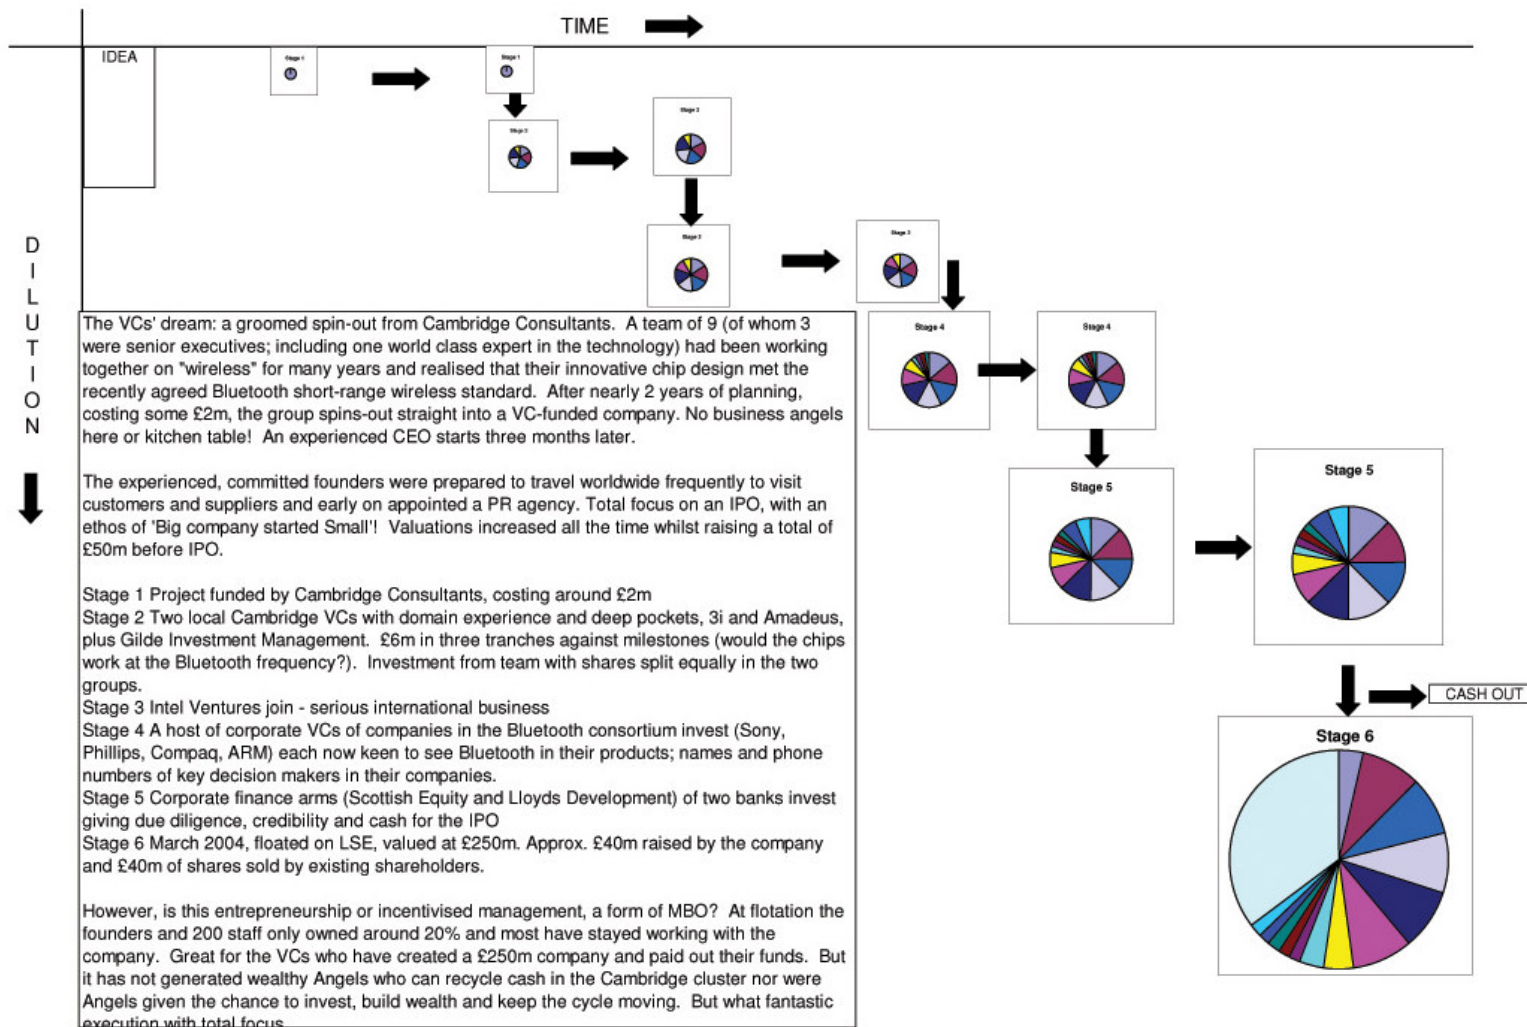 TIME
IDEA
Stage 1
Stage 1
Stage 3
Stage 3
Stage 3
DILUTION
Stage 4
Stage 4
Stage 5
Stage 5
CASH OUT
Stage 6
The VCs' dream: a groomed spin-out from Cambridge Consultants. A team of 9 (of whom 3
were senior executives; including one world class expert in the technology) had been working
together on "wireless" for many years and realised that their innovative chip design met the
recently agreed Bluetooth short-range wireless standard. After nearly 2 years of planning,
costing some £2m, the group spins-out straight into a VC-funded company. No business angels
here or kitchen table! An experienced CEO starts three months later.
The experienced, committed founders were prepared to travel worldwide frequently to visit
customers and suppliers and early on appointed a PR agency. Total focus on an IPO, with an
ethos of 'Big company started Small'! Valuations increased all the time whilst raising a total of
£50m before IPO.
Stage 1 Project funded by Cambridge Consultants, costing around £2m
Stage 2 Two local Cambridge VCs with domain experience and deep pockets, 3i and Amadeus,
plus Gilde Investment Management. £6m in three tranches against milestones (would the chips
work at the Bluetooth frequency?). Investment from team with shares split equally in the two
groups.
Stage 3 Intel Ventures join - serious international business
Stage 4 A host of corporate VCs of companies in the Bluetooth consortium invest (Sony,
Phillips, Compaq, ARM) each now keen to see Bluetooth in their products; names and phone
numbers of key decision makers in their companies.
Stage 5 Corporate finance arms (Scottish Equity and Lloyds Development) of two banks invest
giving due diligence, credibility and cash for the IPO
Stage 6 March 2004, floated on LSE, valued at £250m. Approx. £40m raised by the company
and £40m of shares sold by existing shareholders.
However, is this entrepreneurship or incentivised management, a form of MBO? At flotation the
founders and 200 staff only owned around 20% and most have stayed working with the
company. Great for the VCs who have created a £250m company and paid out their funds. But
it has not generated wealthy Angels who can recycle cash in the Cambridge cluster nor were
Angels given the chance to invest, build wealth and keep the cycle moving. But what fantastic
execution with total focus